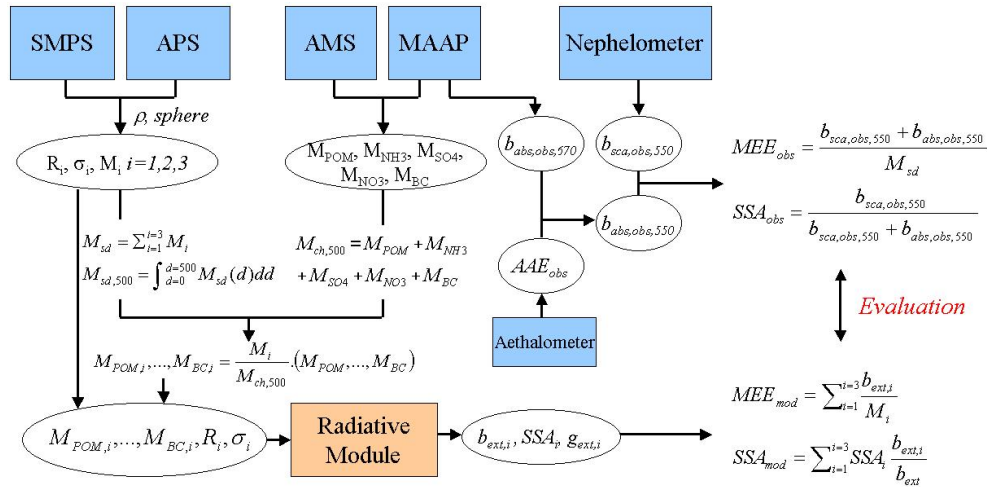 SMPS
APS
AMS
MAAP
Nephelometer
ρ, sphere
R_i, σ_i, M_i i=1,2,3
M_POM, M_NH3, M_SO4,
M_NO3, M_BC
b_abs,obs,570
b_sca,obs,550
MEE_obs = (b_sca,obs,550 + b_abs,obs,550) / M_sd
SSA_obs = b_sca,obs,550 / (b_sca,obs,550 + b_abs,obs,550)
b_abs,obs,550
AAE_obs
Aethalometer
M_sd = ∑_{i=1}^{i=3} M_i
M_sd,500 = ∫_{d=0}^{d=500} M_sd(d)dd
M_ch,500 = M_POM + M_NH3
+ M_SO4 + M_NO3 + M_BC
Evaluation
M_POM,i,...,M_BC,i = M_i / M_ch,500 .(M_POM,...,M_BC)
M_POM,i,...,M_BC,i, R_i, σ_i
Radiative
Module
b_ext,i, SSA_i, g_ext,i
MEE_mod = ∑_{i=1}^{i=3} b_ext,i / M_i
SSA_mod = ∑_{i=1}^{i=3} SSA_i b_ext,i / b_ext